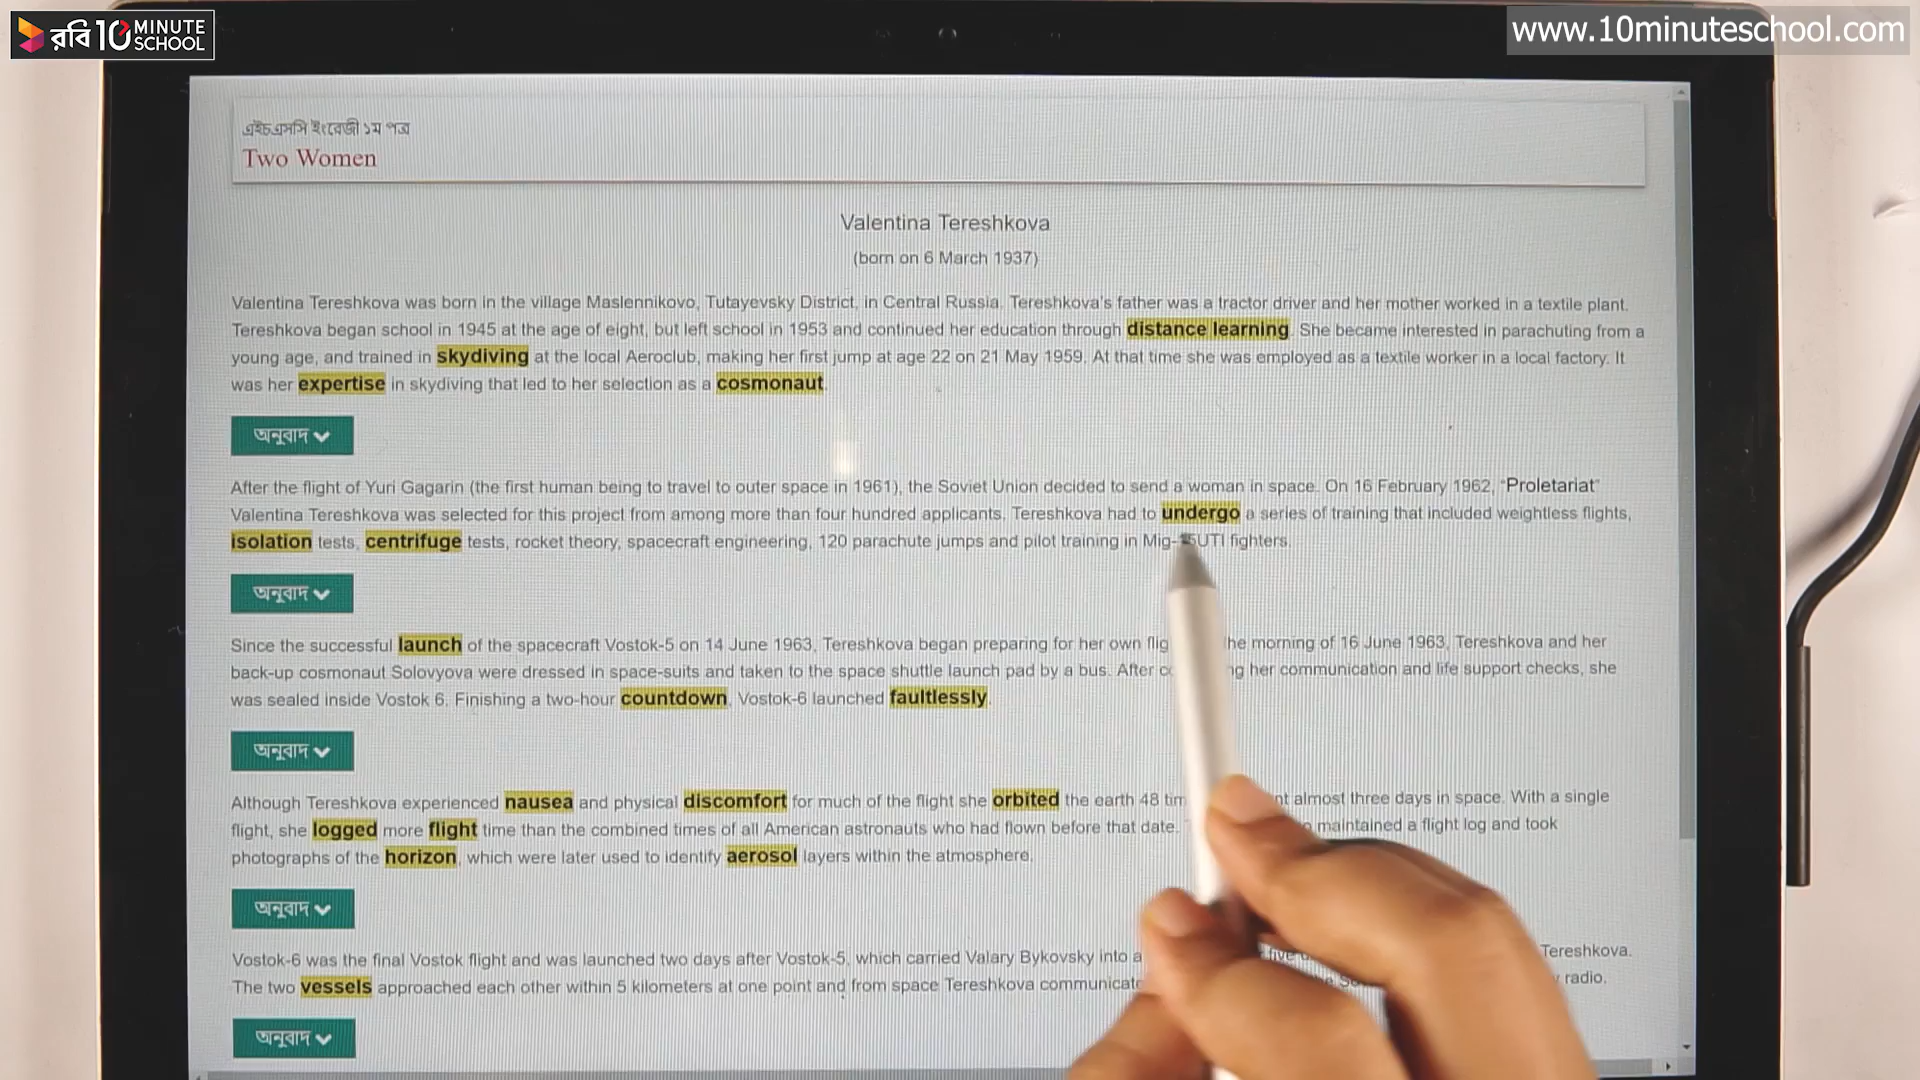 রবি 10 MINUTE SCHOOL
www.10minuteschool.com
এইচএসসি ইংরেজী ১ম পত্র
Two Women
Valentina Tereshkova
(born on 6 March 1937)
Valentina Tereshkova was born in the village Maslennikovo, Tutayevsky District, in Central Russia. Tereshkova's father was a tractor driver and her mother worked in a textile plant.
Tereshkova began school in 1945 at the age of eight, but left school in 1953 and continued her education through distance learning. She became interested in parachuting from a
young age, and trained in skydiving at the local Aeroclub, making her first jump at age 22 on 21 May 1959. At that time she was employed as a textile worker in a local factory. It
was her expertise in skydiving that led to her selection as a cosmonaut.
অনুবাদ
After the flight of Yuri Gagarin (the first human being to travel to outer space in 1961), the Soviet Union decided to send a woman in space. On 16 February 1962, "Proletariat"
Valentina Tereshkova was selected for this project from among more than four hundred applicants. Tereshkova had to undergo a series of training that included weightless flights,
isolation tests, centrifuge tests, rocket theory, spacecraft engineering, 120 parachute jumps and pilot training in Mig-15UTI fighters.
অনুবাদ
Since the successful launch of the spacecraft Vostok-5 on 14 June 1963, Tereshkova began preparing for her own morning of 16 June 1963, Tereshkova and her
back-up cosmonaut Solovyova were dressed in space-suits and taken to the space shuttle launch pad by a bus. After her communication and life support checks, she
was sealed inside Vostok 6. Finishing a two-hour countdown, Vostok-6 launched faultlessly.
অনুবাদ
Although Tereshkova experienced nausea and physical discomfort for much of the flight she orbited the earth 48 almost three days in space. With a single
flight, she logged more flight time than the combined times of all American astronauts who had flown before that date. maintained a flight log and took
photographs of the horizon, which were later used to identify aerosol layers within the atmosphere.
অনুবাদ
Vostok-6 was the final Vostok flight and was launched two days after Vostok-5, which carried Valary Bykovsky into a five Tereshkova.
The two vessels approached each other within 5 kilometers at one point and from space Tereshkova radio.
অনুবাদ